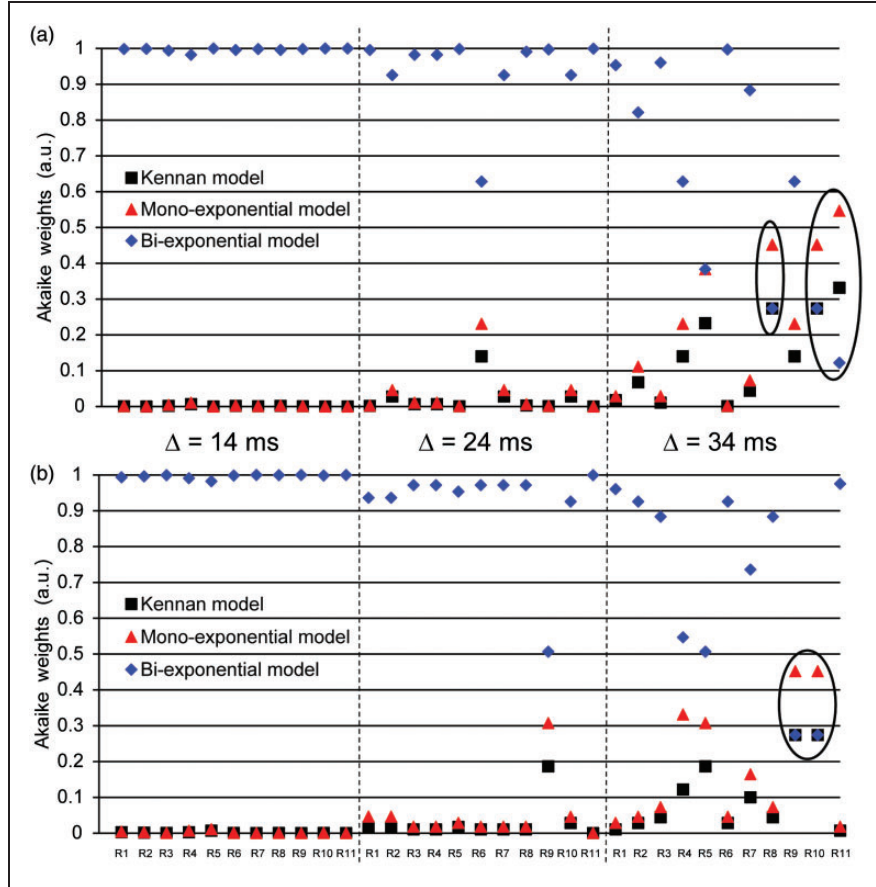 (a)
1
0.9
0.8
0.7
0.6
0.5
0.4
0.3
0.2
0.1
0
Akaike weights (a.u.)
Kennan model
Mono-exponential model
Bi-exponential model
Δ = 14 ms Δ = 24 ms Δ = 34 ms
(b)
1
0.9
0.8
0.7
0.6
0.5
0.4
0.3
0.2
0.1
0
Akaike weights (a.u.)
Kennan model
Mono-exponential model
Bi-exponential model
R1 R2 R3 R4 R5 R6 R7 R8 R9 R10 R11 R1 R2 R3 R4 R5 R6 R7 R8 R9 R10 R11 R1 R2 R3 R4 R5 R6 R7 R8 R9 R10 R11